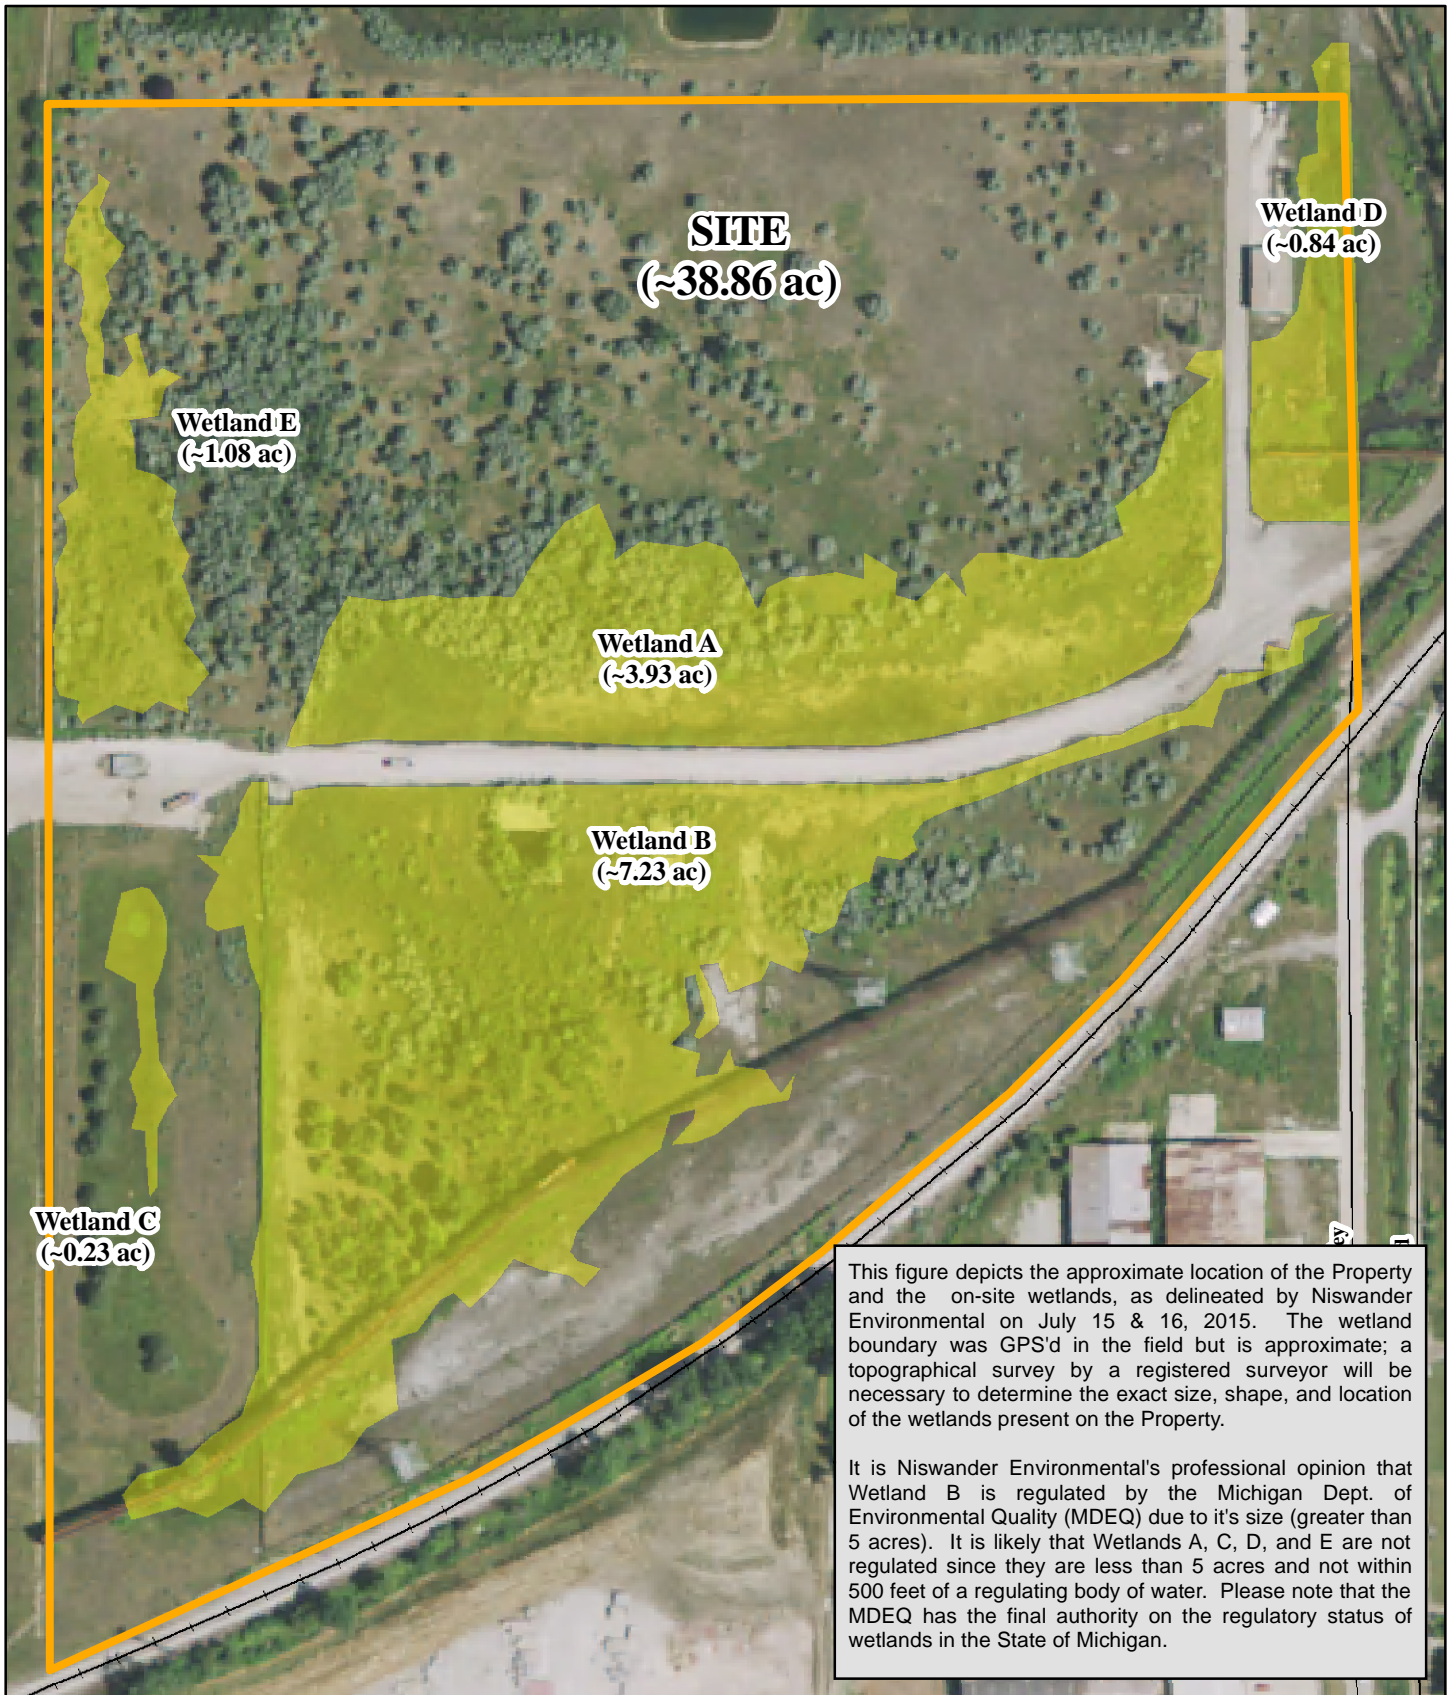 SITE
(~38.86 ac)
Wetland D
(~0.84 ac)
Wetland E
(~1.08 ac)
Wetland A
(~3.93 ac)
Wetland B
(~7.23 ac)
Wetland C
(~0.23 ac)
ey
This figure depicts the approximate location of the Property
and the on-site wetlands, as delineated by Niswander
Environmental on July 15 & 16, 2015. The wetland
boundary was GPS'd in the field but is approximate; a
topographical survey by a registered surveyor will be
necessary to determine the exact size, shape, and location
of the wetlands present on the Property.
It is Niswander Environmental's professional opinion that
Wetland B is regulated by the Michigan Dept. of
Environmental Quality (MDEQ) due to it's size (greater than
5 acres). It is likely that Wetlands A, C, D, and E are not
regulated since they are less than 5 acres and not within
500 feet of a regulating body of water. Please note that the
MDEQ has the final authority on the regulatory status of
wetlands in the State of Michigan.